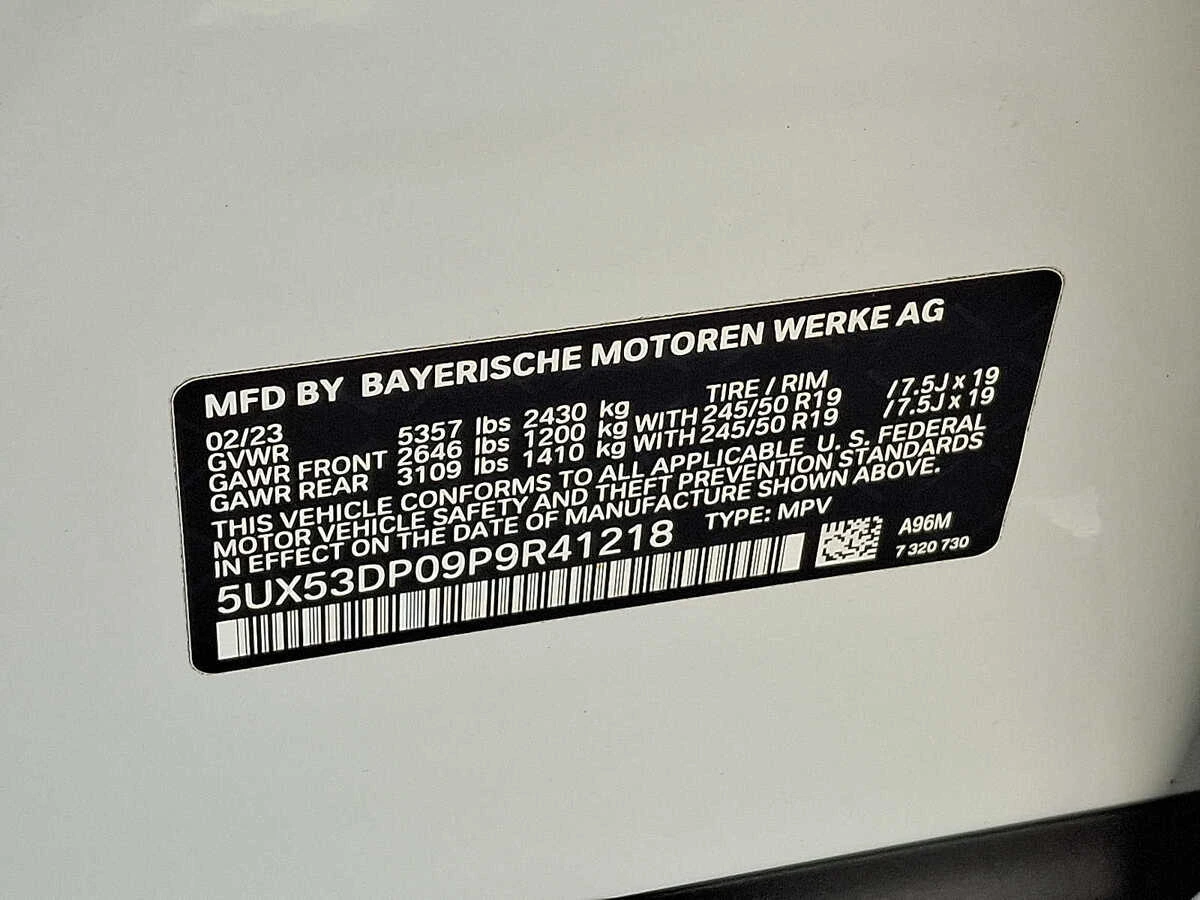 MFD BY BAYERISCHE MOTOREN WERKE AG
02/23 TIRE / RIM
GVWR 5357 lbs 2430 kg
GAWR FRONT 2646 lbs 1200 kg WITH 245/50 R19 /7.5J x 19
GAWR REAR 3109 lbs 1410 kg WITH 245/50 R19 /7.5J x 19
THIS VEHICLE CONFORMS TO ALL APPLICABLE U. S. FEDERAL
MOTOR VEHICLE SAFETY AND THEFT PREVENTION STANDARDS
IN EFFECT ON THE DATE OF MANUFACTURE SHOWN ABOVE.
5UX53DP09P9R41218 TYPE: MPV
A96M
7 320 730